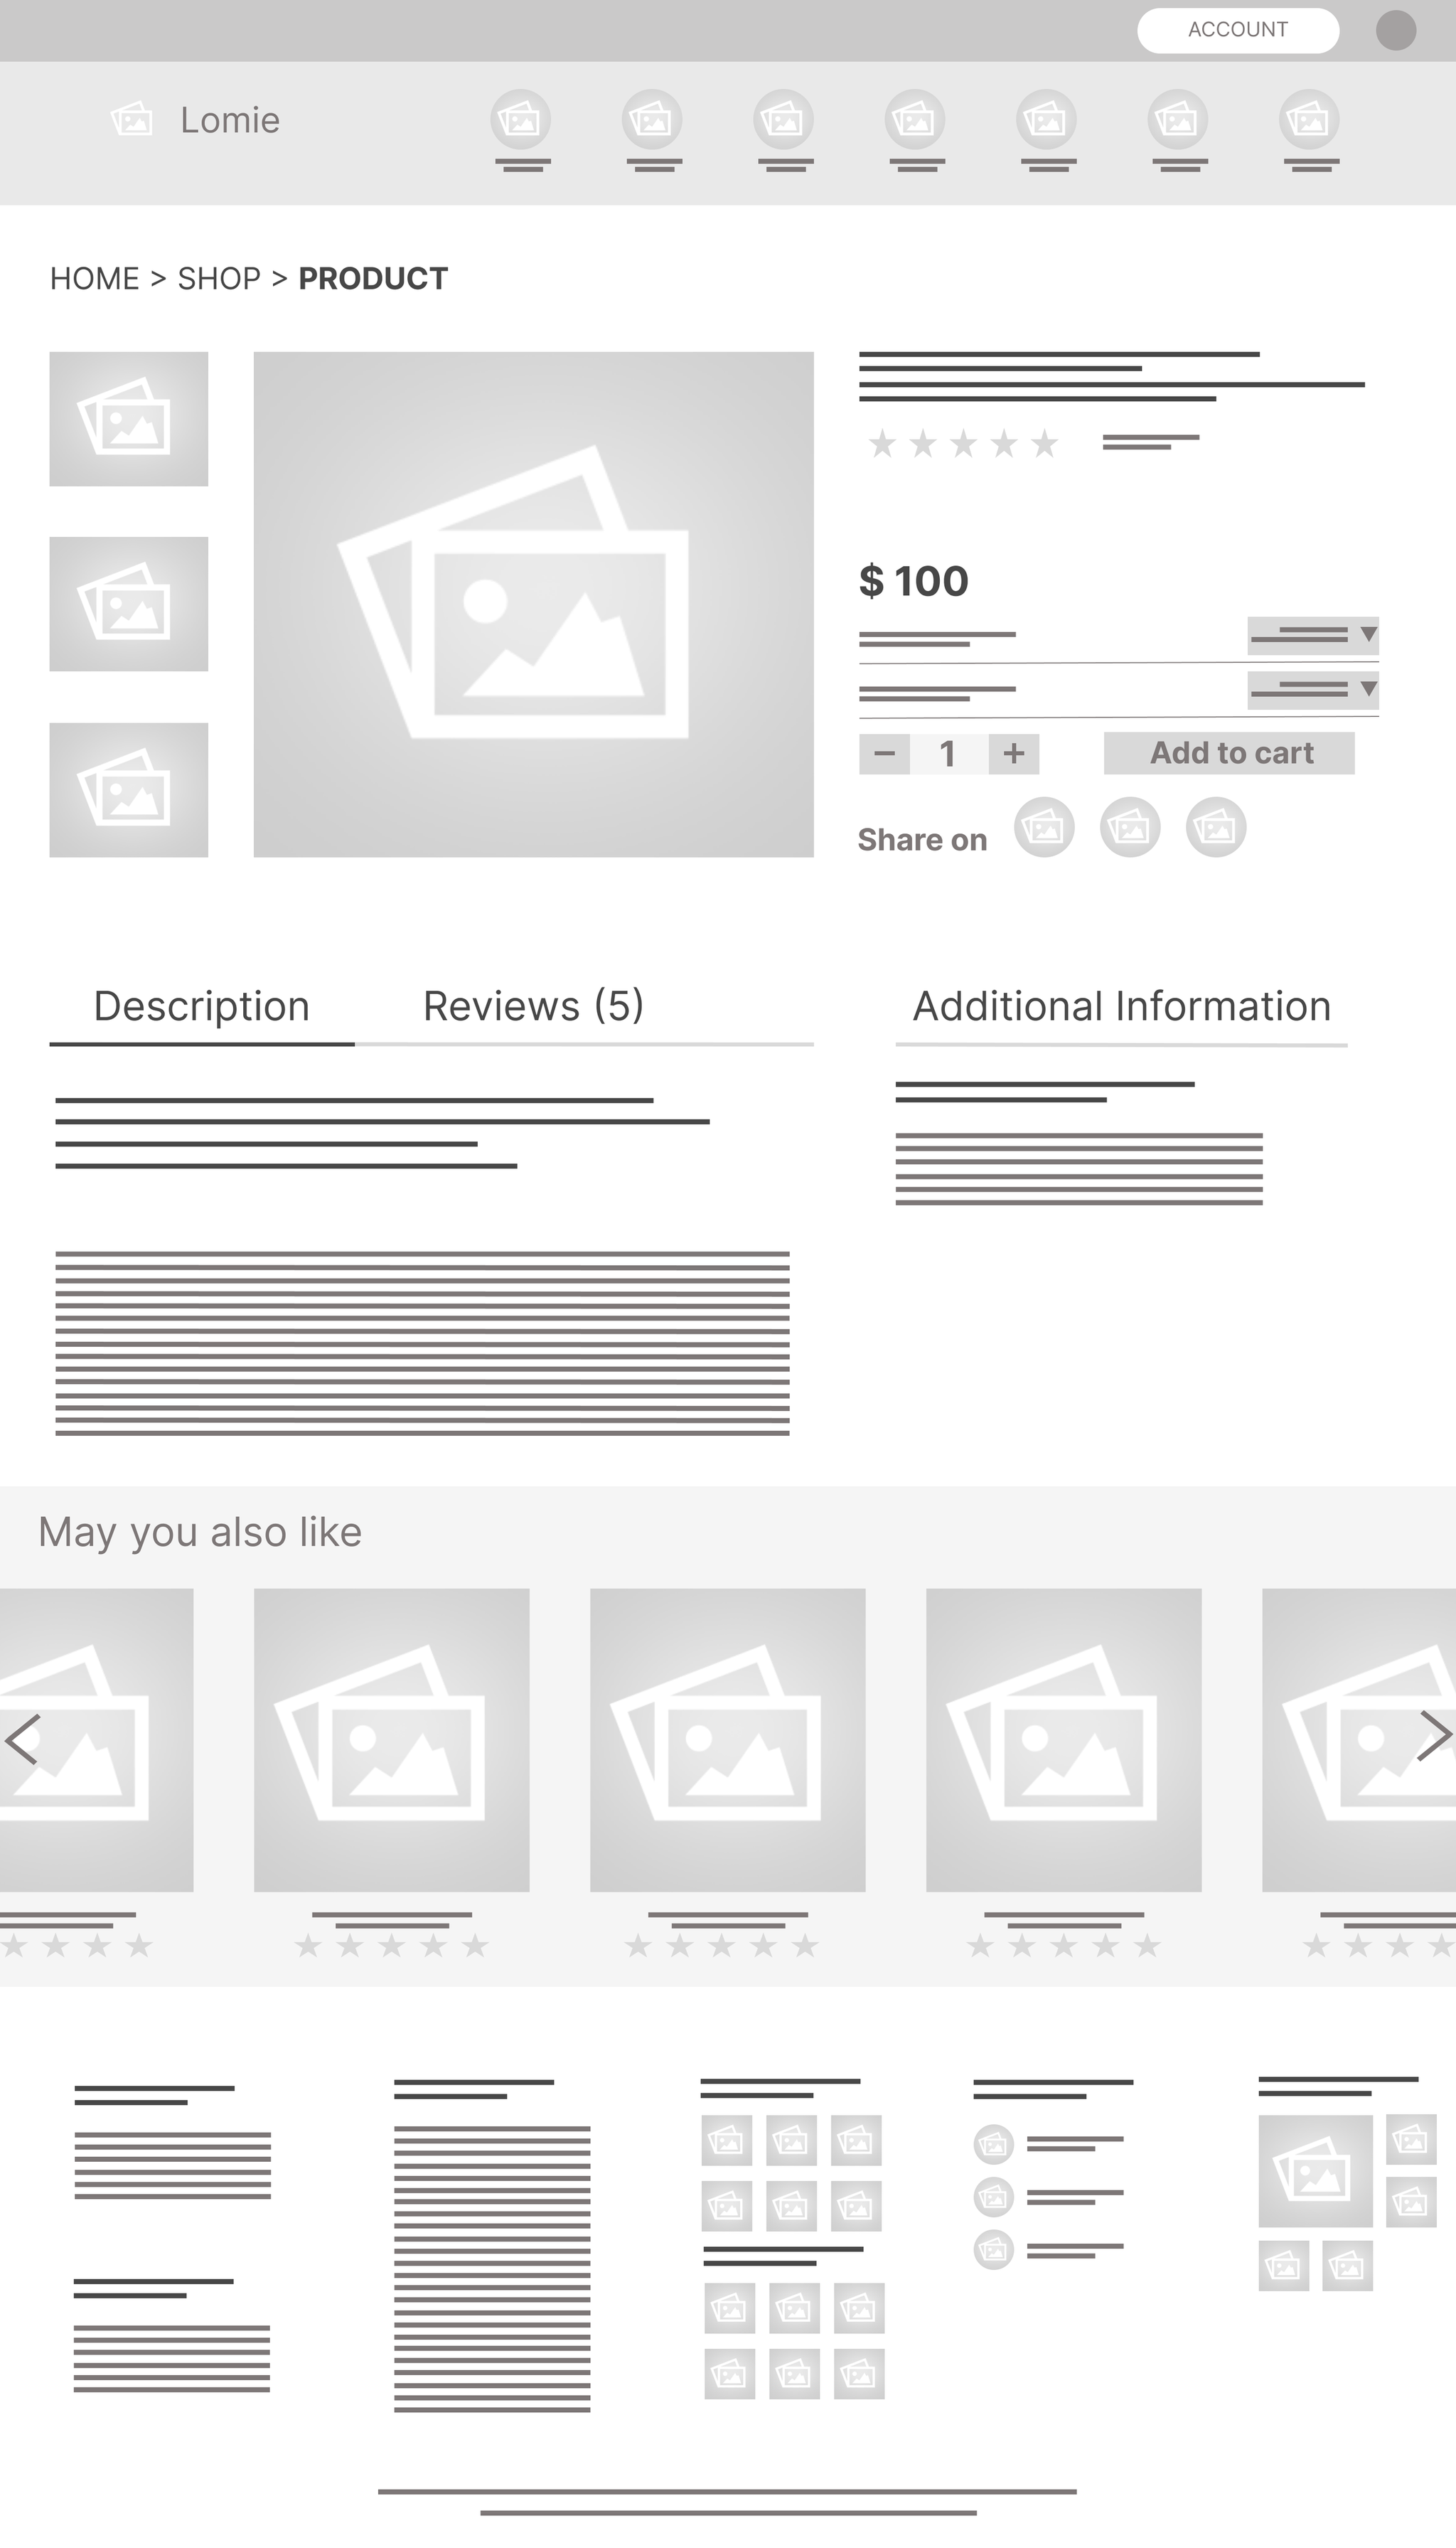 ACCOUNT
Lomie
HOME > SHOP > PRODUCT
$ 100
− 1 + Add to cart
Share on
Description Reviews (5) Additional Information
May you also like